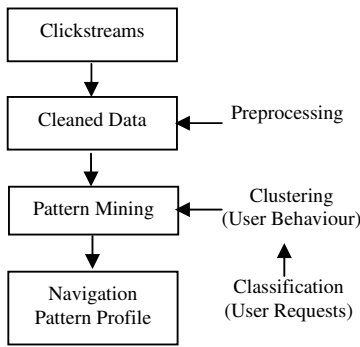 Clickstreams
Cleaned Data
Preprocessing
Pattern Mining
Clustering
(User Behaviour)
Navigation
Pattern Profile
Classification
(User Requests)